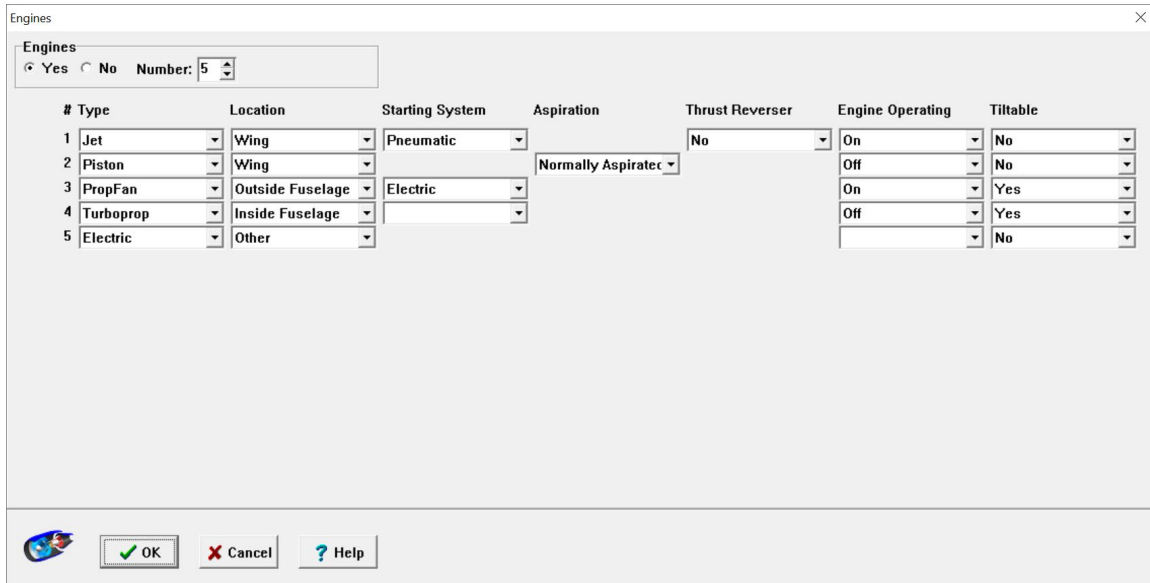 Engines
Engines
Yes No Number: 5
# Type Location Starting System Aspiration Thrust Reverser Engine Operating Tiltable
1 Jet Wing Pneumatic No On No
2 Piston Wing Normally Aspirated Off No
3 PropFan Outside Fuselage Electric On Yes
4 Turboprop Inside Fuselage Off Yes
5 Electric Other No
OK Cancel ? Help